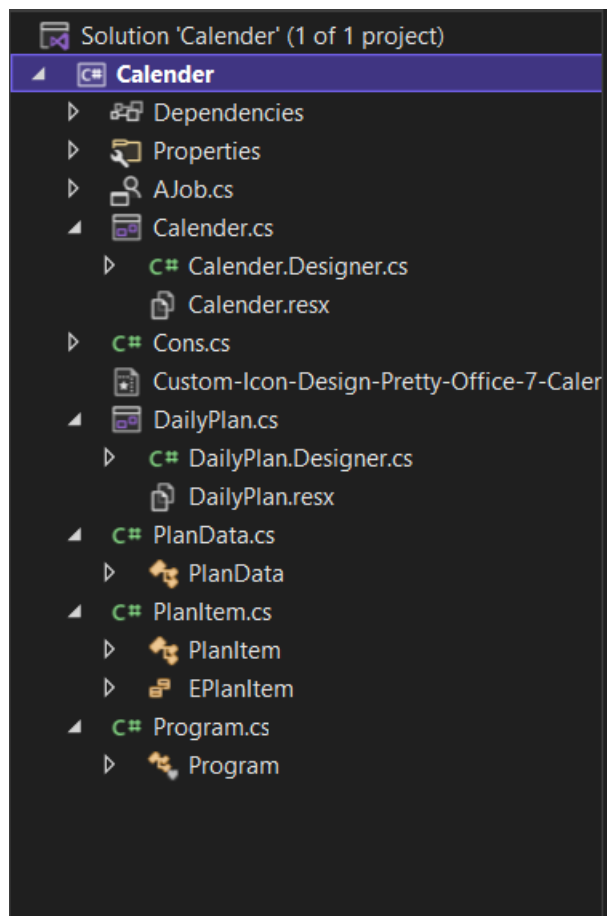 Solution 'Calender' (1 of 1 project)
C# Calender
Dependencies
Properties
AJob.cs
Calender.cs
C# Calender.Designer.cs
Calender.resx
C# Cons.cs
Custom-Icon-Design-Pretty-Office-7-Caler
DailyPlan.cs
C# DailyPlan.Designer.cs
DailyPlan.resx
C# PlanData.cs
PlanData
C# PlanItem.cs
PlanItem
EPlanItem
C# Program.cs
Program